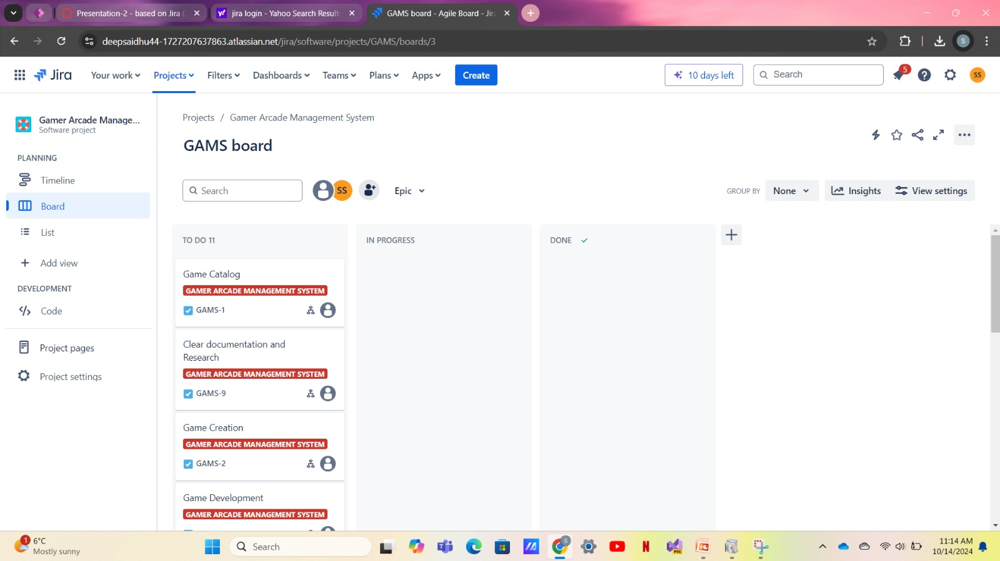 Presentation-2 - based on Jira (
jira login - Yahoo Search Result
GAMS board - Agile Board - Jira
deepsaidhu44-1727207637863.atlassian.net/jira/software/projects/GAMS/boards/3
S
Jira
Your work
Projects
Filters
Dashboards
Teams
Plans
Apps
Create
10 days left
Search
5
SS
Gamer Arcade Manage...
Software project
PLANNING
Timeline
Board
List
Add view
DEVELOPMENT
Code
Project pages
Project settings
Projects / Gamer Arcade Management System
GAMS board
Search
SS
Epic
GROUP BY
None
Insights
View settings
TO DO 11
IN PROGRESS
DONE
Game Catalog
GAMER ARCADE MANAGEMENT SYSTEM
GAMS-1
Clear documentation and
Research
GAMER ARCADE MANAGEMENT SYSTEM
GAMS-9
Game Creation
GAMER ARCADE MANAGEMENT SYSTEM
GAMS-2
Game Development
GAMER ARCADE MANAGEMENT SYSTEM
1
6°C
Mostly sunny
Search
S
N
PRE
11:14 AM
10/14/2024